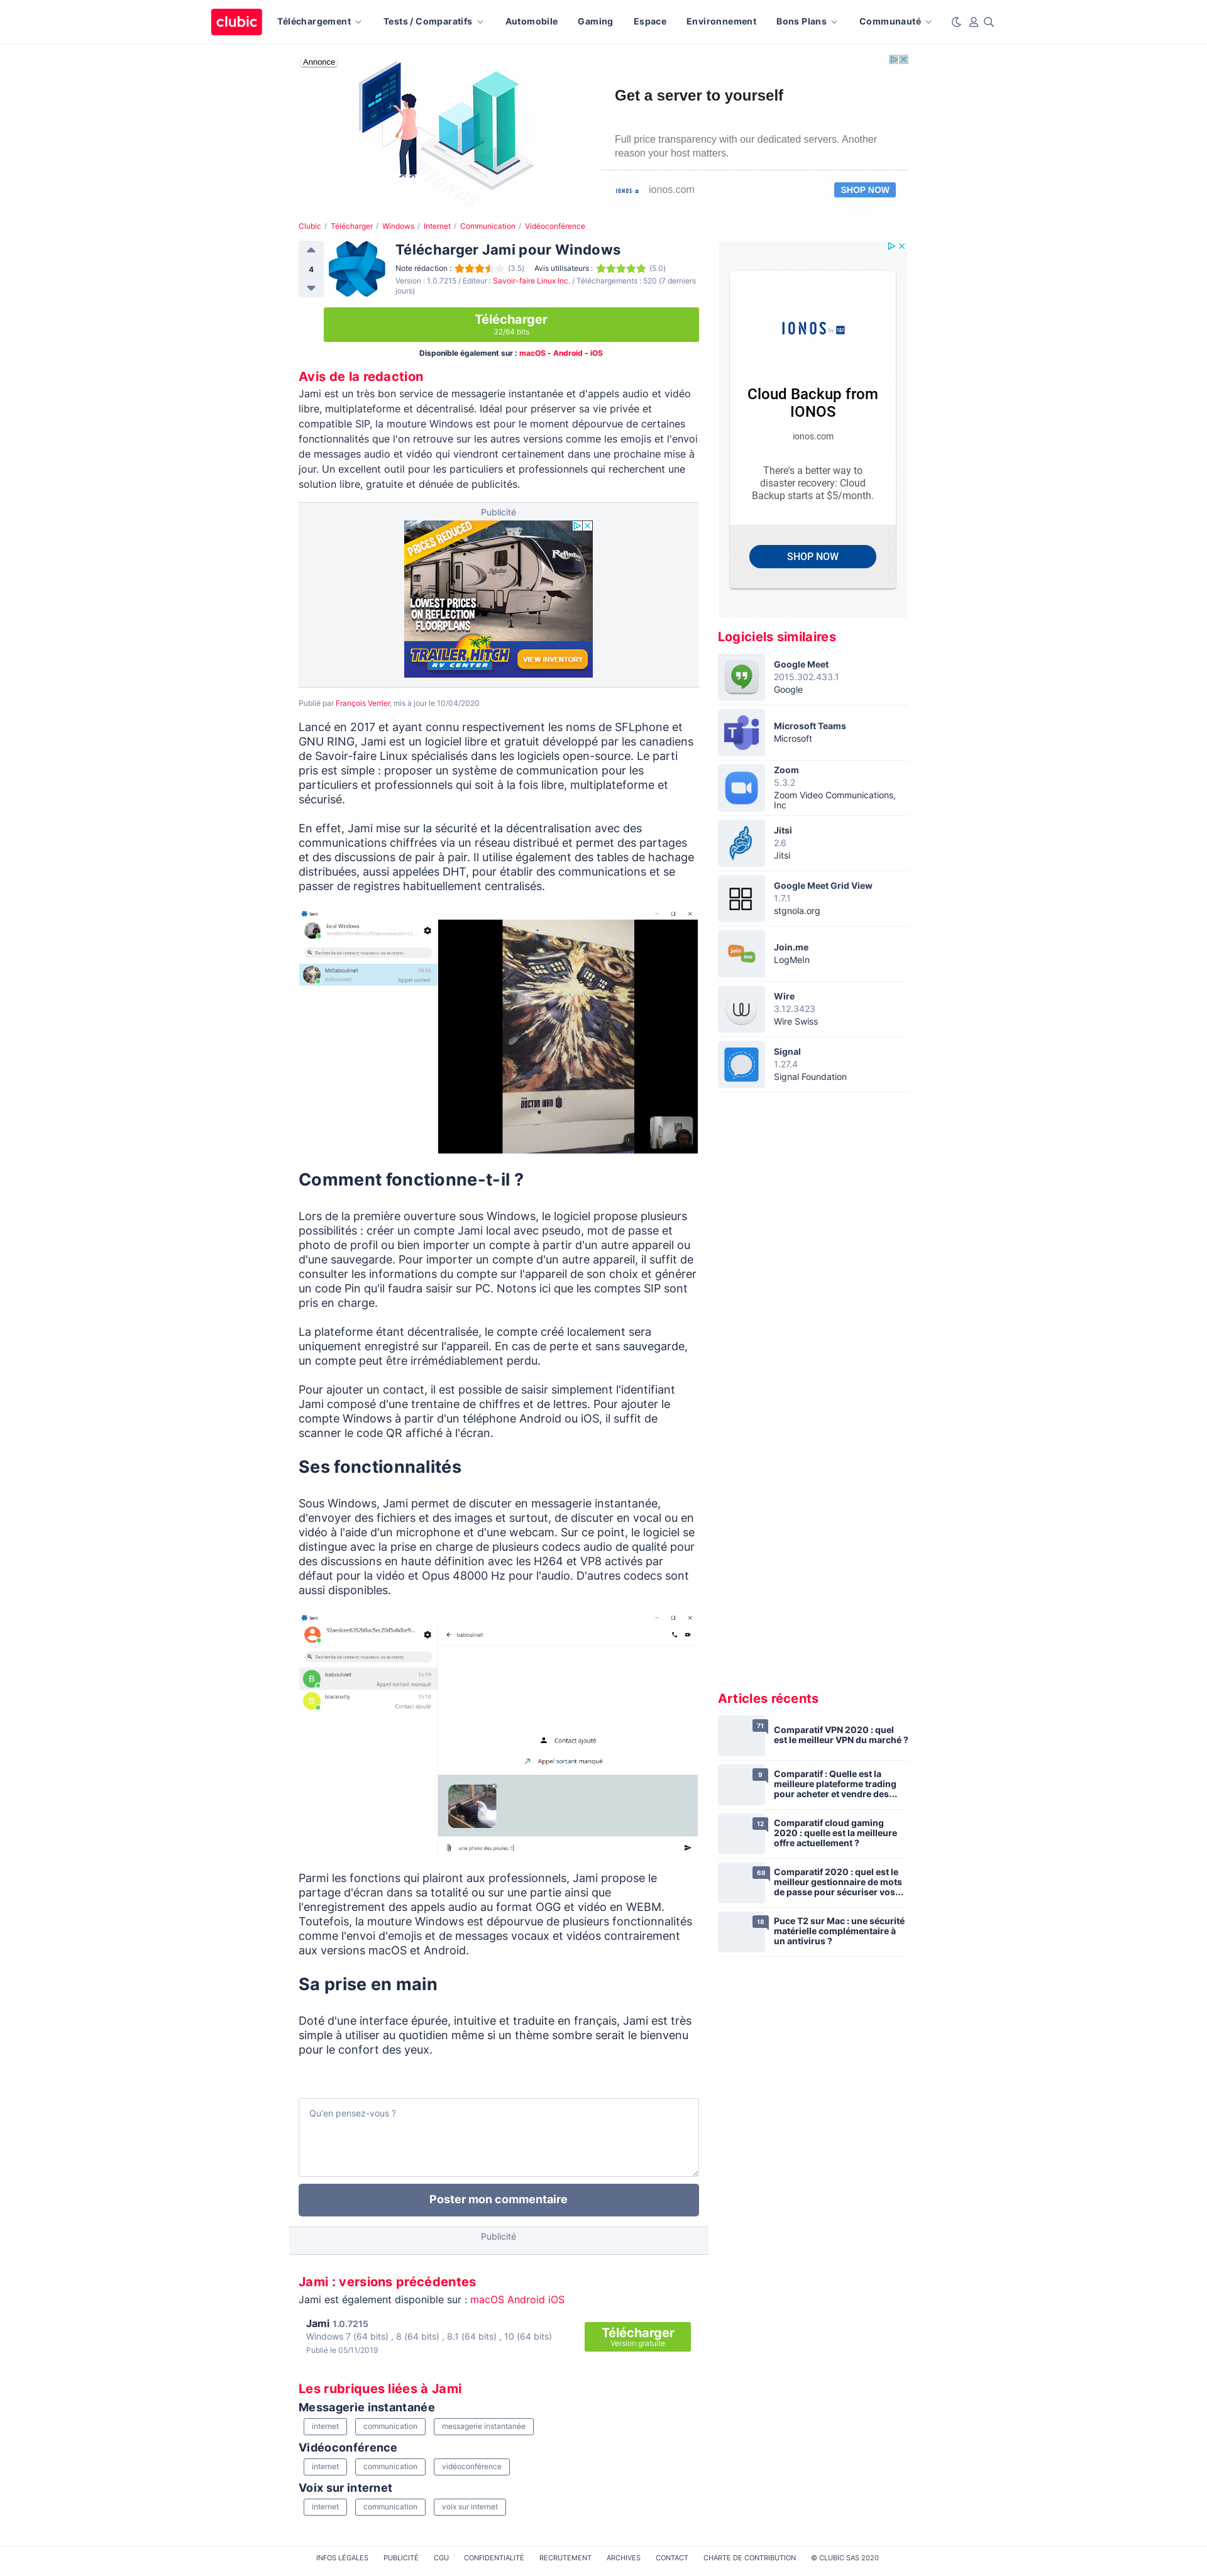 clubic
Téléchargement
Tests / Comparatifs
Automobile
Gaming
Espace
Environnement
Bons Plans
Communauté
Annonce
Get a server to yourself
Full price transparency with our dedicated servers. Another
reason your host matters.
IONOS
ionos.com
SHOP NOW
Clubic / Télécharger / Windows / Internet / Communication / Vidéoconférence
4
Télécharger Jami pour Windows
Note rédaction : (3.5) Avis utilisateurs : (5.0)
Version : 1.0.7215 / Editeur : Savoir-faire Linux Inc. / Téléchargements : 520 (7 derniers
jours)
Télécharger
32/64 bits
Disponible également sur : macOS - Android - iOS
Avis de la redaction
Jami est un très bon service de messagerie instantanée et d'appels audio et vidéo
libre, multiplateforme et décentralisé. Idéal pour préserver sa vie privée et
compatible SIP, la mouture Windows est pour le moment dépourvue de certaines
fonctionnalités que l'on retrouve sur les autres versions comme les emojis et l'envoi
de messages audio et vidéo qui viendront certainement dans une prochaine mise à
jour. Un excellent outil pour les particuliers et professionnels qui recherchent une
solution libre, gratuite et dénuée de publicités.
Publicité
PRICES REDUCED
Reflection
LOWEST PRICES
ON REFLECTION
FLOORPLANS
TRAILER HITCH
RV CENTER
VIEW INVENTORY
Publié par François Verrier, mis à jour le 10/04/2020
Lancé en 2017 et ayant connu respectivement les noms de SFLphone et
GNU RING, Jami est un logiciel libre et gratuit développé par les canadiens
de Savoir-faire Linux spécialisés dans les logiciels open-source. Le parti
pris est simple : proposer un système de communication pour les
particuliers et professionnels qui soit à la fois libre, multiplateforme et
sécurisé.
En effet, Jami mise sur la sécurité et la décentralisation avec des
communications chiffrées via un réseau distribué et permet des partages
et des discussions de pair à pair. Il utilise également des tables de hachage
distribuées, aussi appelées DHT, pour établir des communications et se
passer de registres habituellement centralisés.
Jami
local Windows
Recherche de contacts nouveaux ou existants
MrBaboulinet
baboulinet
Appel sortant
DOCTOR WHO
Comment fonctionne-t-il ?
Lors de la première ouverture sous Windows, le logiciel propose plusieurs
possibilités : créer un compte Jami local avec pseudo, mot de passe et
photo de profil ou bien importer un compte à partir d'un autre appareil ou
d'une sauvegarde. Pour importer un compte d'un autre appareil, il suffit de
consulter les informations du compte sur l'appareil de son choix et générer
un code Pin qu'il faudra saisir sur PC. Notons ici que les comptes SIP sont
pris en charge.
La plateforme étant décentralisée, le compte créé localement sera
uniquement enregistré sur l'appareil. En cas de perte et sans sauvegarde,
un compte peut être irrémédiablement perdu.
Pour ajouter un contact, il est possible de saisir simplement l'identifiant
Jami composé d'une trentaine de chiffres et de lettres. Pour ajouter le
compte Windows à partir d'un téléphone Android ou iOS, il suffit de
scanner le code QR affiché à l'écran.
Ses fonctionnalités
Sous Windows, Jami permet de discuter en messagerie instantanée,
d'envoyer des fichiers et des images et surtout, de discuter en vocal ou en
vidéo à l'aide d'un microphone et d'une webcam. Sur ce point, le logiciel se
distingue avec la prise en charge de plusieurs codecs audio de qualité pour
des discussions en haute définition avec les H264 et VP8 activés par
défaut pour la vidéo et Opus 48000 Hz pour l'audio. D'autres codecs sont
aussi disponibles.
Jami
Recherche de contacts nouveaux ou existants
baboulinet
B baboulinet 15:19
Appel sortant manqué
B blacknally 15:18
Contact ajouté
Contact ajouté
Appel sortant manqué
une photo des poules !
Parmi les fonctions qui plairont aux professionnels, Jami propose le
partage d'écran dans sa totalité ou sur une partie ainsi que
l'enregistrement des appels audio au format OGG et vidéo en WEBM.
Toutefois, la mouture Windows est dépourvue de plusieurs fonctionnalités
comme l'envoi d'emojis et de messages vocaux et vidéos contrairement
aux versions macOS et Android.
Sa prise en main
Doté d'une interface épurée, intuitive et traduite en français, Jami est très
simple à utiliser au quotidien même si un thème sombre serait le bienvenu
pour le confort des yeux.
Qu'en pensez-vous ?
Poster mon commentaire
Publicité
Jami : versions précédentes
Jami est également disponible sur : macOS Android iOS
Jami 1.0.7215
Windows 7 (64 bits) , 8 (64 bits) , 8.1 (64 bits) , 10 (64 bits)
Publié le 05/11/2019
Télécharger
Version gratuite
Les rubriques liées à Jami
Messagerie instantanée
internet communication messagerie instantanée
Vidéoconférence
internet communication vidéoconférence
Voix sur internet
internet communication voix sur internet
IONOS by 1&1
Cloud Backup from
IONOS
ionos.com
There's a better way to
disaster recovery: Cloud
Backup starts at $5/month.
SHOP NOW
Logiciels similaires
Google Meet
2015.302.433.1
Google
Microsoft Teams
Microsoft
Zoom
5.3.2
Zoom Video Communications,
Inc
Jitsi
2.6
Jitsi
Google Meet Grid View
1.7.1
stgnola.org
join me
Join.me
LogMeIn
Wire
3.12.3423
Wire Swiss
Signal
1.27.4
Signal Foundation
Articles récents
71
Comparatif VPN 2020 : quel
est le meilleur VPN du marché ?
9
Comparatif : Quelle est la
meilleure plateforme trading
pour acheter et vendre des...
12
Comparatif cloud gaming
2020 : quelle est la meilleure
offre actuellement ?
68
Comparatif 2020 : quel est le
meilleur gestionnaire de mots
de passe pour sécuriser vos...
18
Puce T2 sur Mac : une sécurité
matérielle complémentaire à
un antivirus ?
INFOS LÉGALES PUBLICITÉ CGU CONFIDENTIALITÉ RECRUTEMENT ARCHIVES CONTACT CHARTE DE CONTRIBUTION © CLUBIC SAS 2020